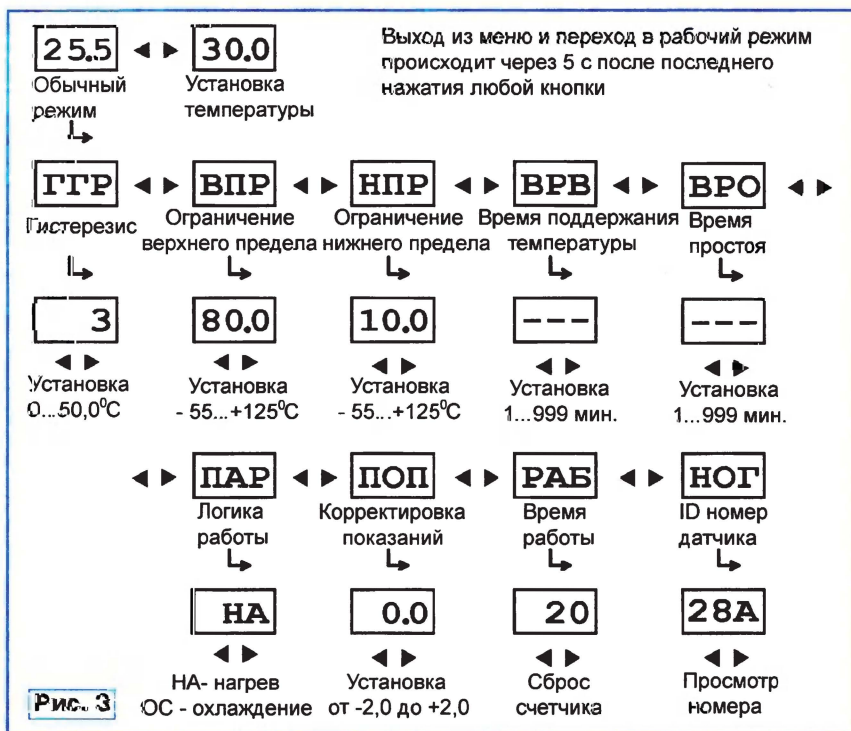 25.5 30.0
Выход из меню и переход в рабочий режим
происходит через 5 с после последнего
нажатия любой кнопки
Обычный режим
Установка температуры
ГГР ВПР НПР ВРВ ВРО
Гистерезис
Ограничение верхнего предела
Ограничение нижнего предела
Время поддержания температуры
Время простоя
3 80.0 10.0 --- ---
Установка 0...50,0⁰С
Установка - 55...+125⁰С
Установка - 55...+125⁰С
Установка 1...999 мин.
Установка 1...999 мин.
ПАР ПОП РАБ НОГ
Логика работы
Корректировка показаний
Время работы
ID номер датчика
НА 0.0 20 28А
НА- нагрев
ОС - охлаждение
Установка от -2,0 до +2,0
Сброс счетчика
Просмотр номера
Рис. 3